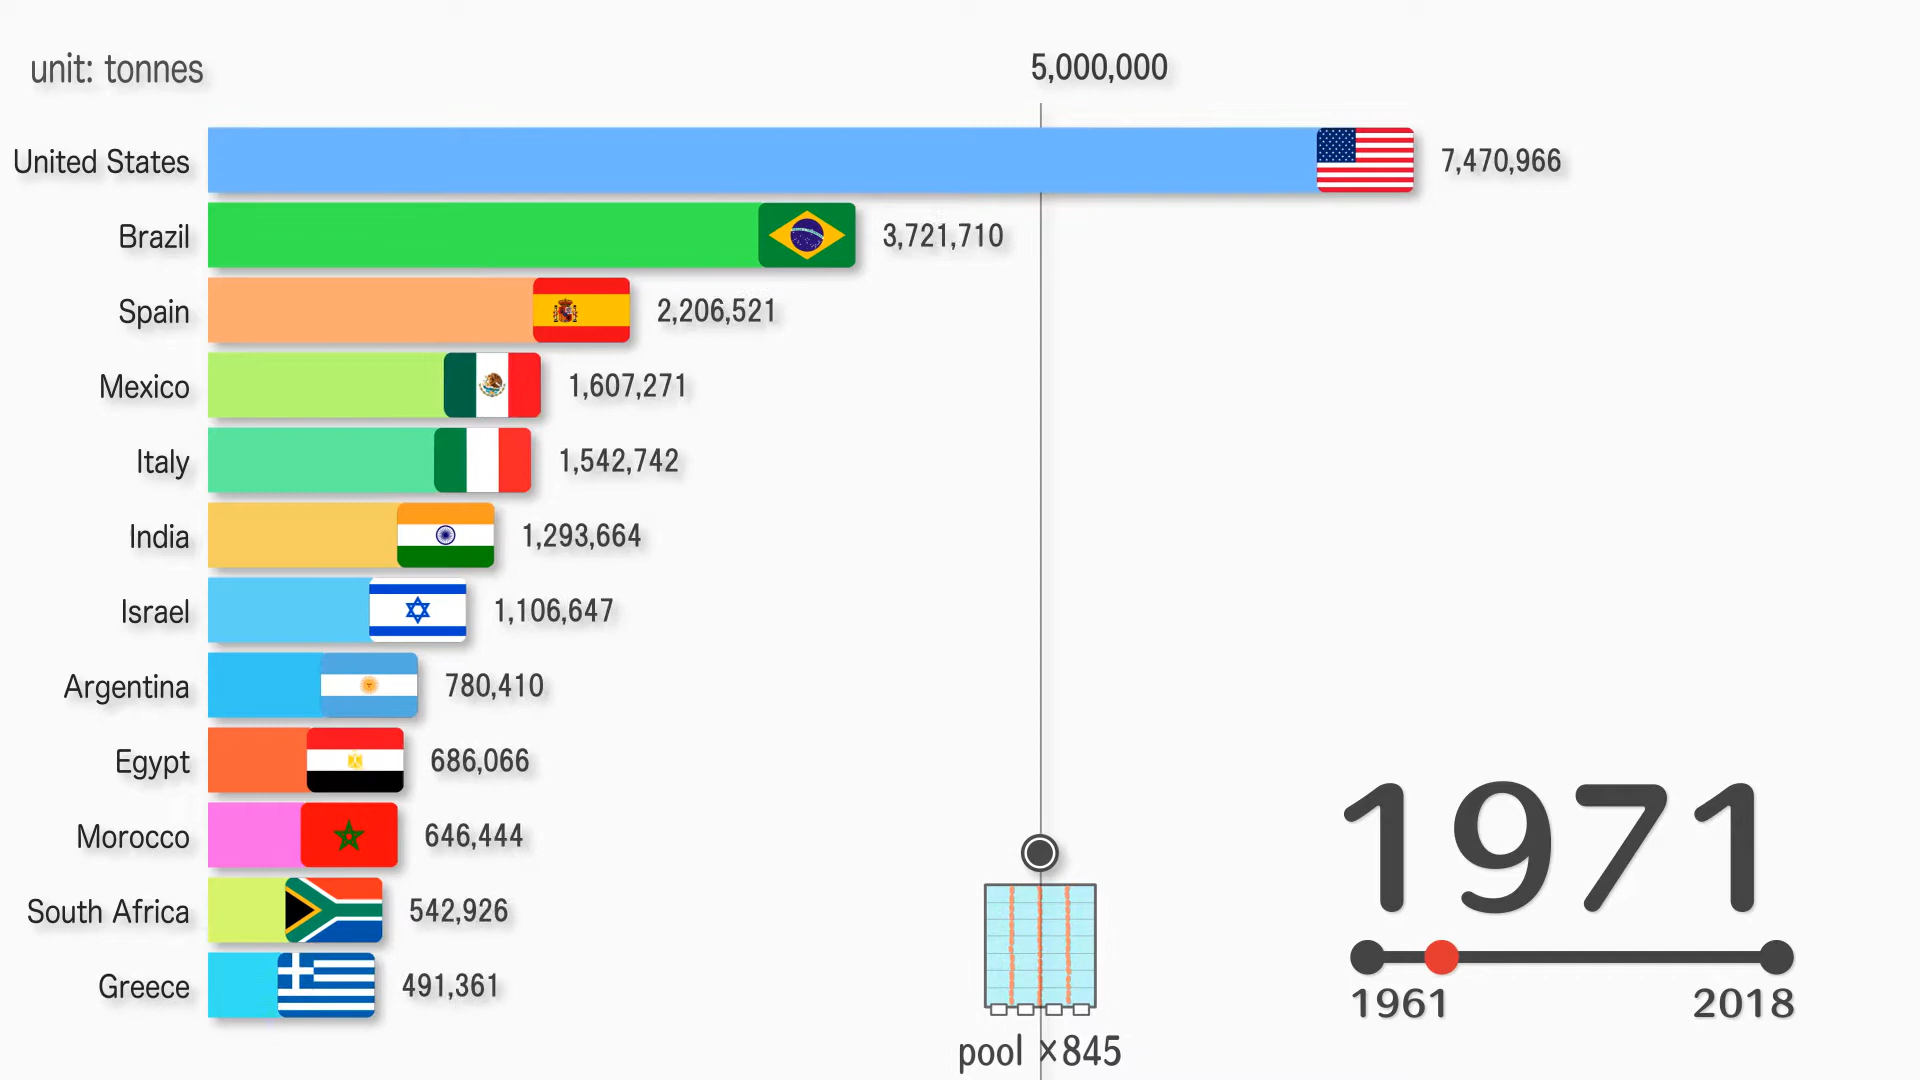 unit: tonnes
5,000,000
United States 7,470,966
Brazil 3,721,710
Spain 2,206,521
Mexico 1,607,271
Italy 1,542,742
India 1,293,664
Israel 1,106,647
Argentina 780,410
Egypt 686,066
Morocco 646,444
South Africa 542,926
Greece 491,361
1971
1961 2018
pool ×845